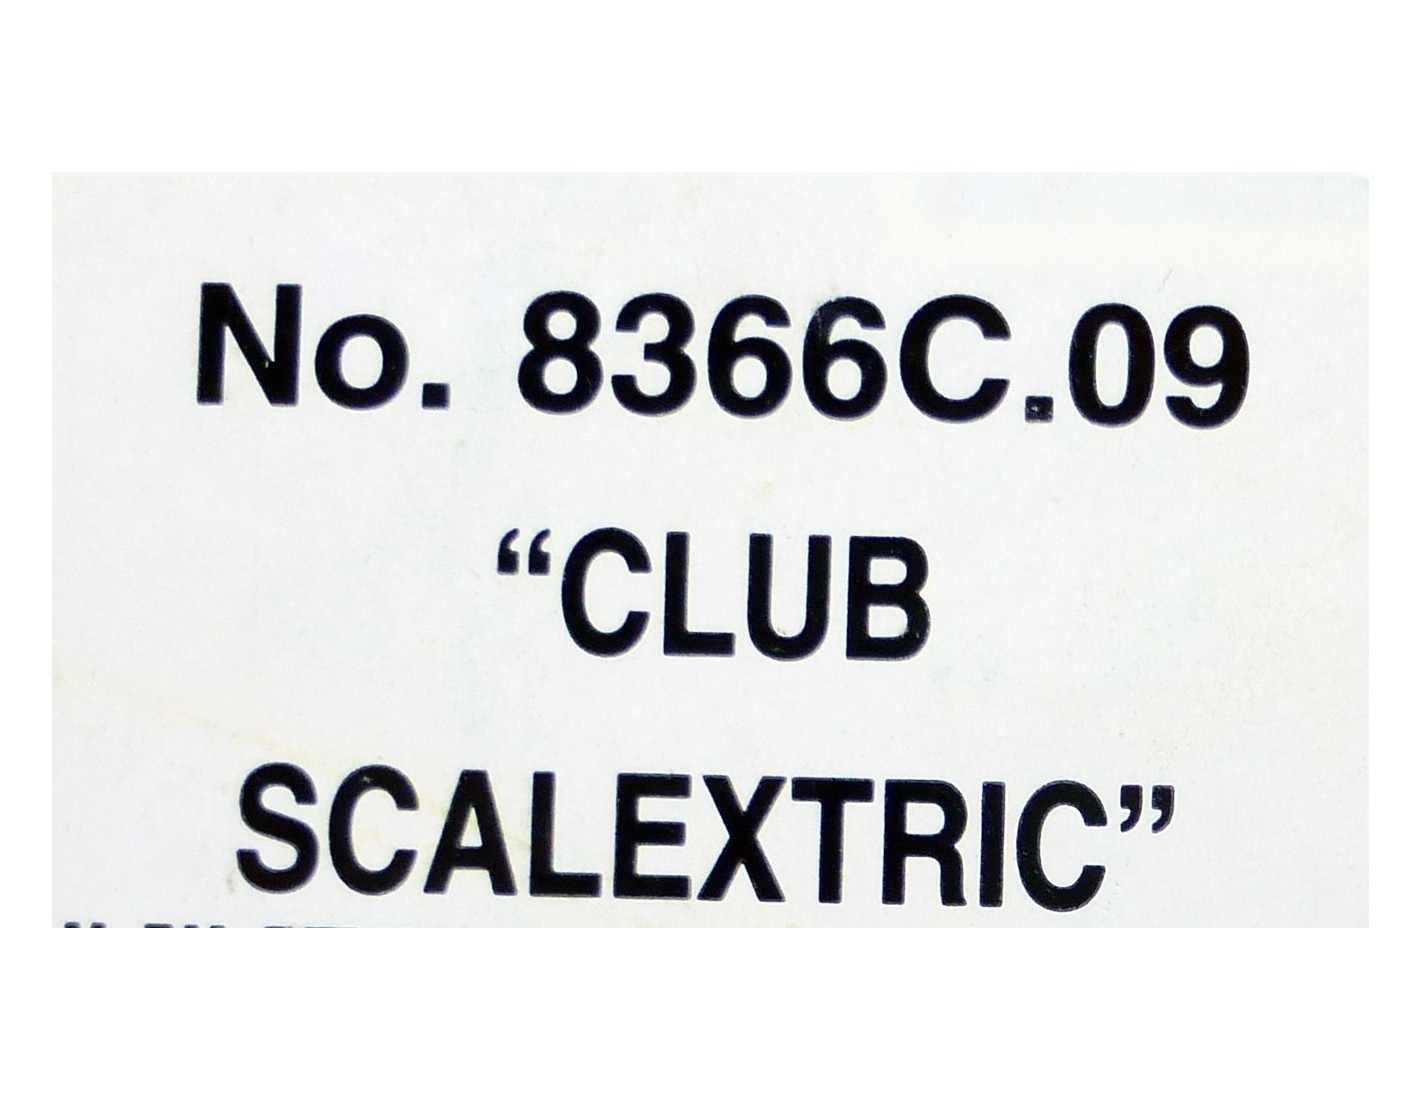 No. 8366C.09
“CLUB
SCALEXTRIC”